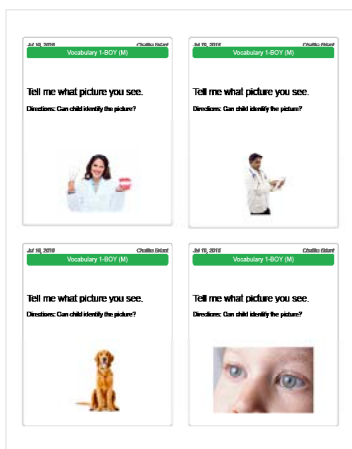 Jul 16, 2018
Vocabulary 1-BOY (M)
Tell me what picture you see.
Directions: Can child identify the picture?
Jul 16, 2018
Vocabulary 1-BOY (M)
Tell me what picture you see.
Directions: Can child identify the picture?
Jul 16, 2018
Vocabulary 1-BOY (M)
Tell me what picture you see.
Directions: Can child identify the picture?
Jul 16, 2018
Vocabulary 1-BOY (M)
Tell me what picture you see.
Directions: Can child identify the picture?